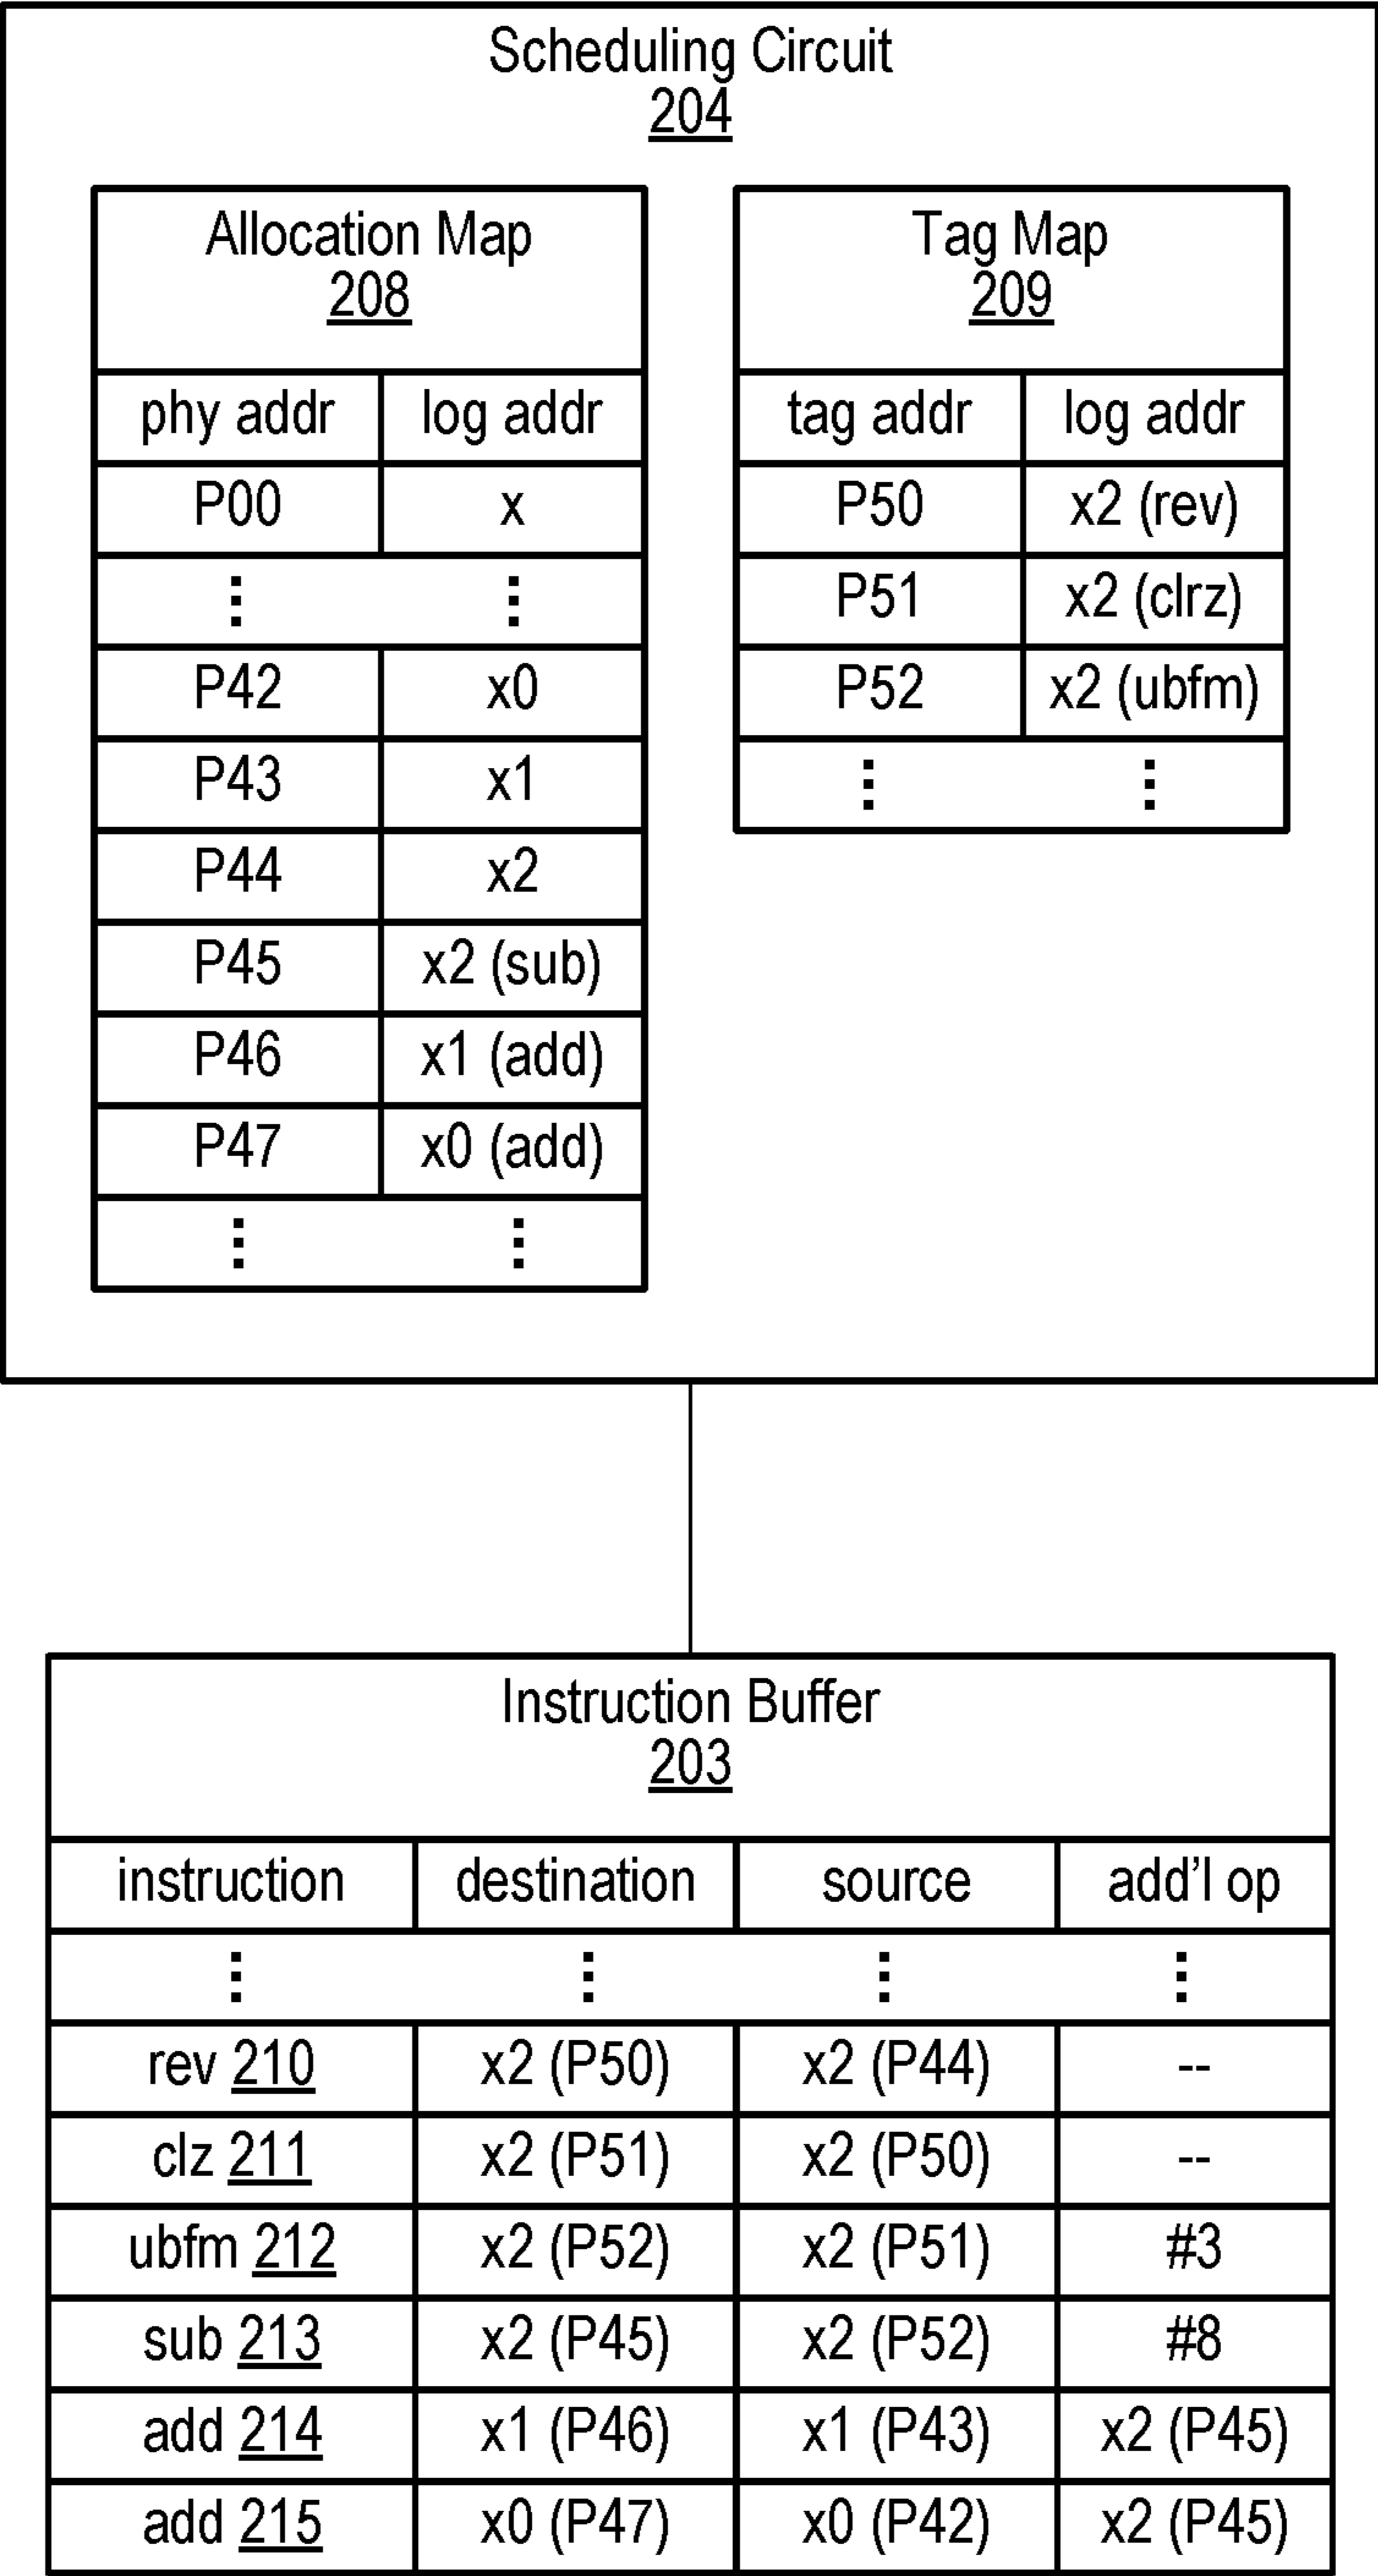 Scheduling Circuit
204
Allocation Map
208
phy addr log addr
P00 x
⋮ ⋮
P42 x0
P43 x1
P44 x2
P45 x2 (sub)
P46 x1 (add)
P47 x0 (add)
⋮ ⋮
Tag Map
209
tag addr log addr
P50 x2 (rev)
P51 x2 (clrz)
P52 x2 (ubfm)
⋮ ⋮
Instruction Buffer
203
instruction destination source add’l op
⋮ ⋮ ⋮ ⋮
rev 210 x2 (P50) x2 (P44) --
clz 211 x2 (P51) x2 (P50) --
ubfm 212 x2 (P52) x2 (P51) #3
sub 213 x2 (P45) x2 (P52) #8
add 214 x1 (P46) x1 (P43) x2 (P45)
add 215 x0 (P47) x0 (P42) x2 (P45)